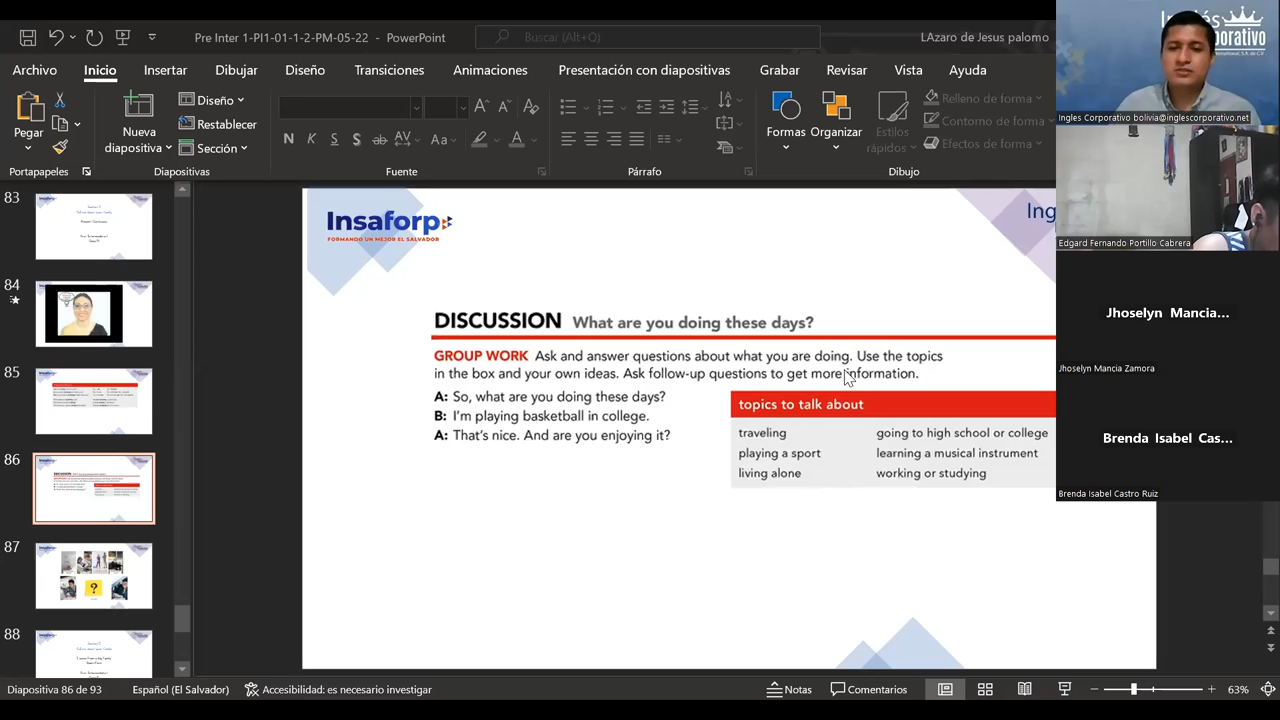 Pre Inter 1-PI1-01-1-2-PM-05-22 - PowerPoint
Buscar (Alt+Q)
LAzaro de Jesus palomo
Archivo Inicio Insertar Dibujar Diseño Transiciones Animaciones Presentación con diapositivas Grabar Revisar Vista Ayuda
Pegar
Nueva diapositiva
Diseño
Restablecer
Sección
Formas
Organizar
Estilos rápidos
Relleno de forma
Contorno de forma
Efectos de forma
Portapapeles
Diapositivas
Fuente
Párrafo
Dibujo
83
84
85
86
87
88
Insaforp
FORMANDO UN MEJOR EL SALVADOR
Ing
DISCUSSION What are you doing these days?
GROUP WORK Ask and answer questions about what you are doing. Use the topics
in the box and your own ideas. Ask follow-up questions to get more information.
A: So, what are you doing these days?
B: I'm playing basketball in college.
A: That's nice. And are you enjoying it?
topics to talk about
traveling going to high school or college
playing a sport learning a musical instrument
living alone working or studying
Ingles Corporativo bolivia@inglescorporativo.net
Edgard Fernando Portillo Cabrera
Jhoselyn Mancia...
Jhoselyn Mancia Zamora
Brenda Isabel Cas...
Brenda Isabel Castro Ruiz
Diapositiva 86 de 93 Español (El Salvador) Accesibilidad: es necesario investigar Notas Comentarios 63%